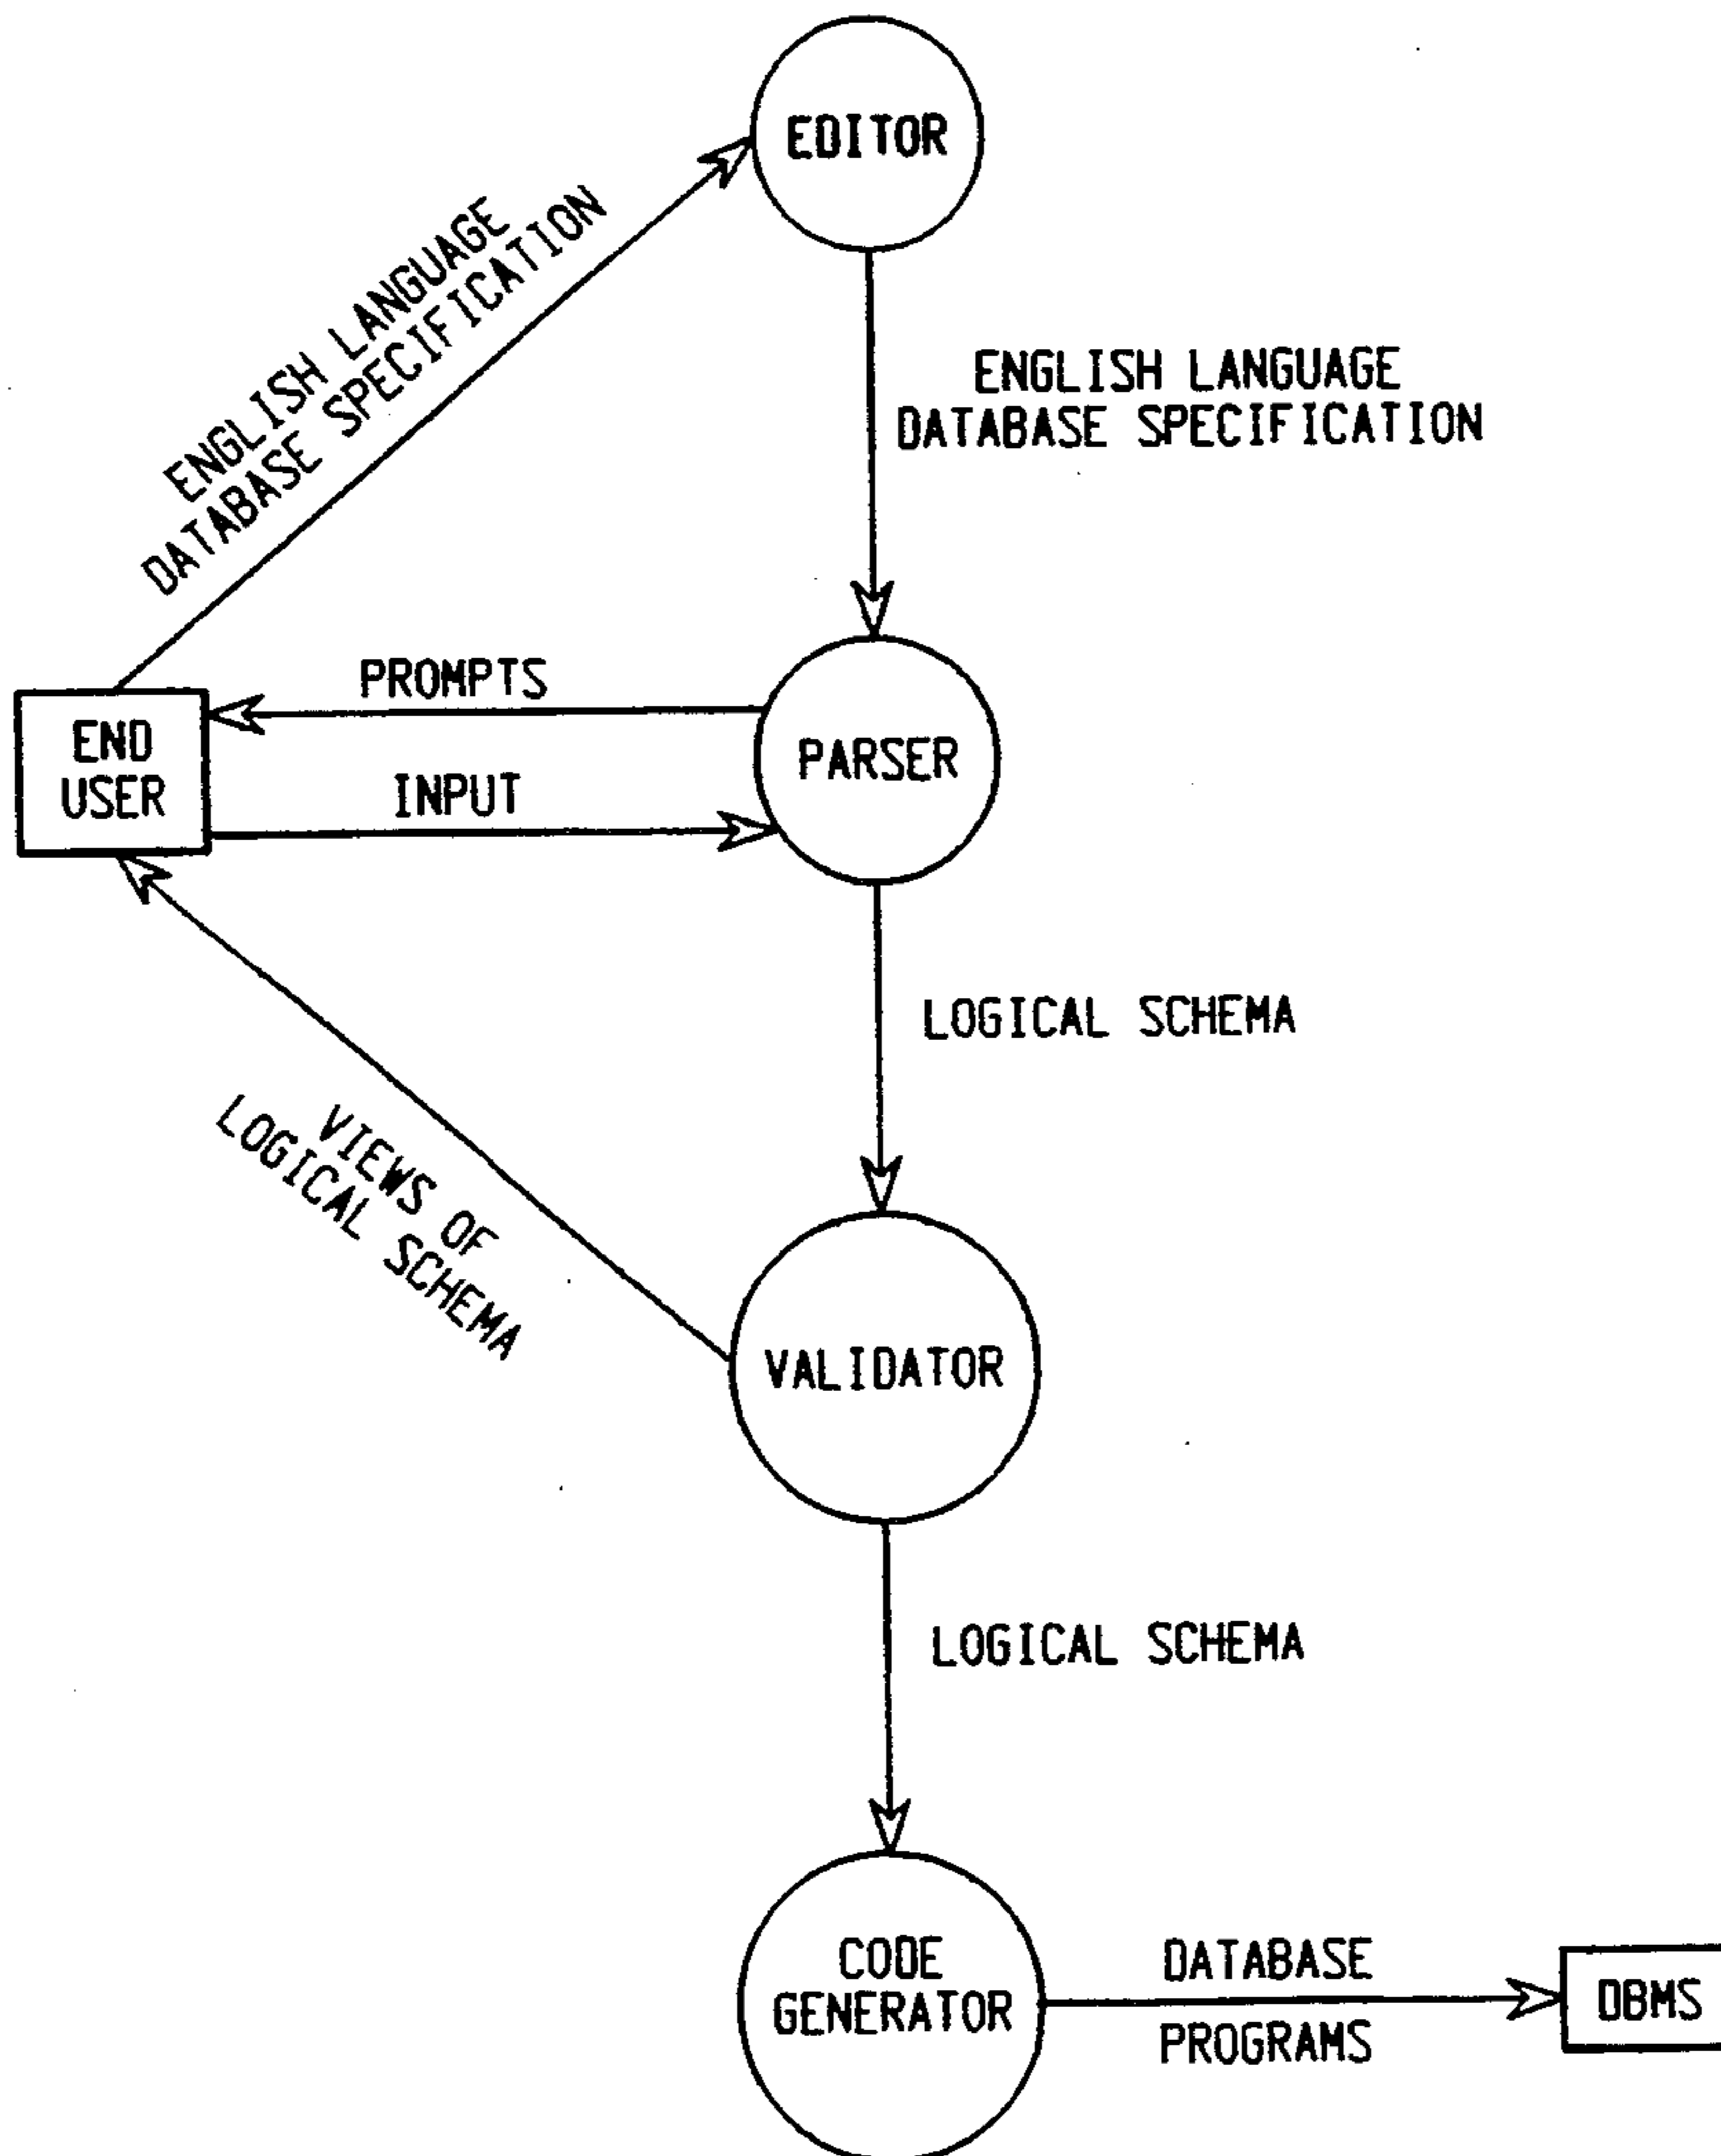 EDITOR
ENGLISH LANGUAGE
DATABASE SPECIFICATION
ENGLISH LANGUAGE
DATABASE SPECIFICATION
PROMPTS
END
USER
PARSER
INPUT
LOGICAL SCHEMA
VIEWS OF
LOGICAL SCHEMA
VALIDATOR
LOGICAL SCHEMA
CODE
GENERATOR
DATABASE
PROGRAMS
DBMS